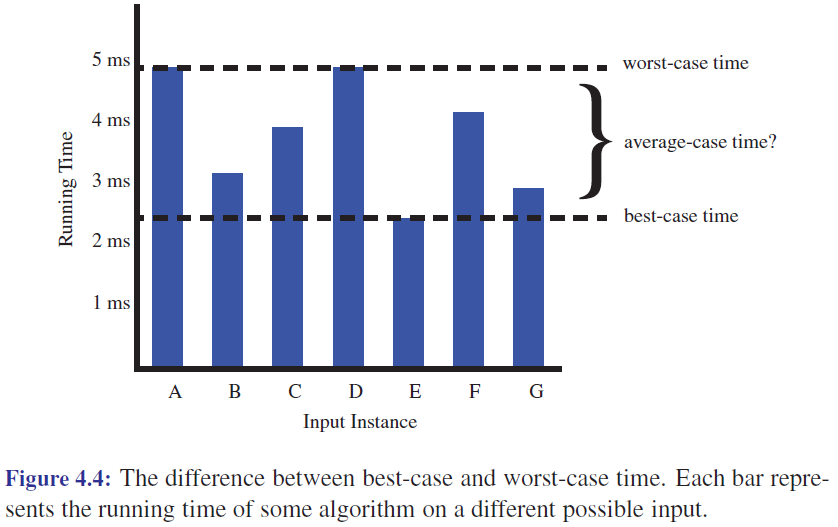 5 ms
worst-case time
4 ms
average-case time?
3 ms
best-case time
2 ms
1 ms
Running Time
A B C D E F G
Input Instance
Figure 4.4: The difference between best-case and worst-case time. Each bar repre-
sents the running time of some algorithm on a different possible input.